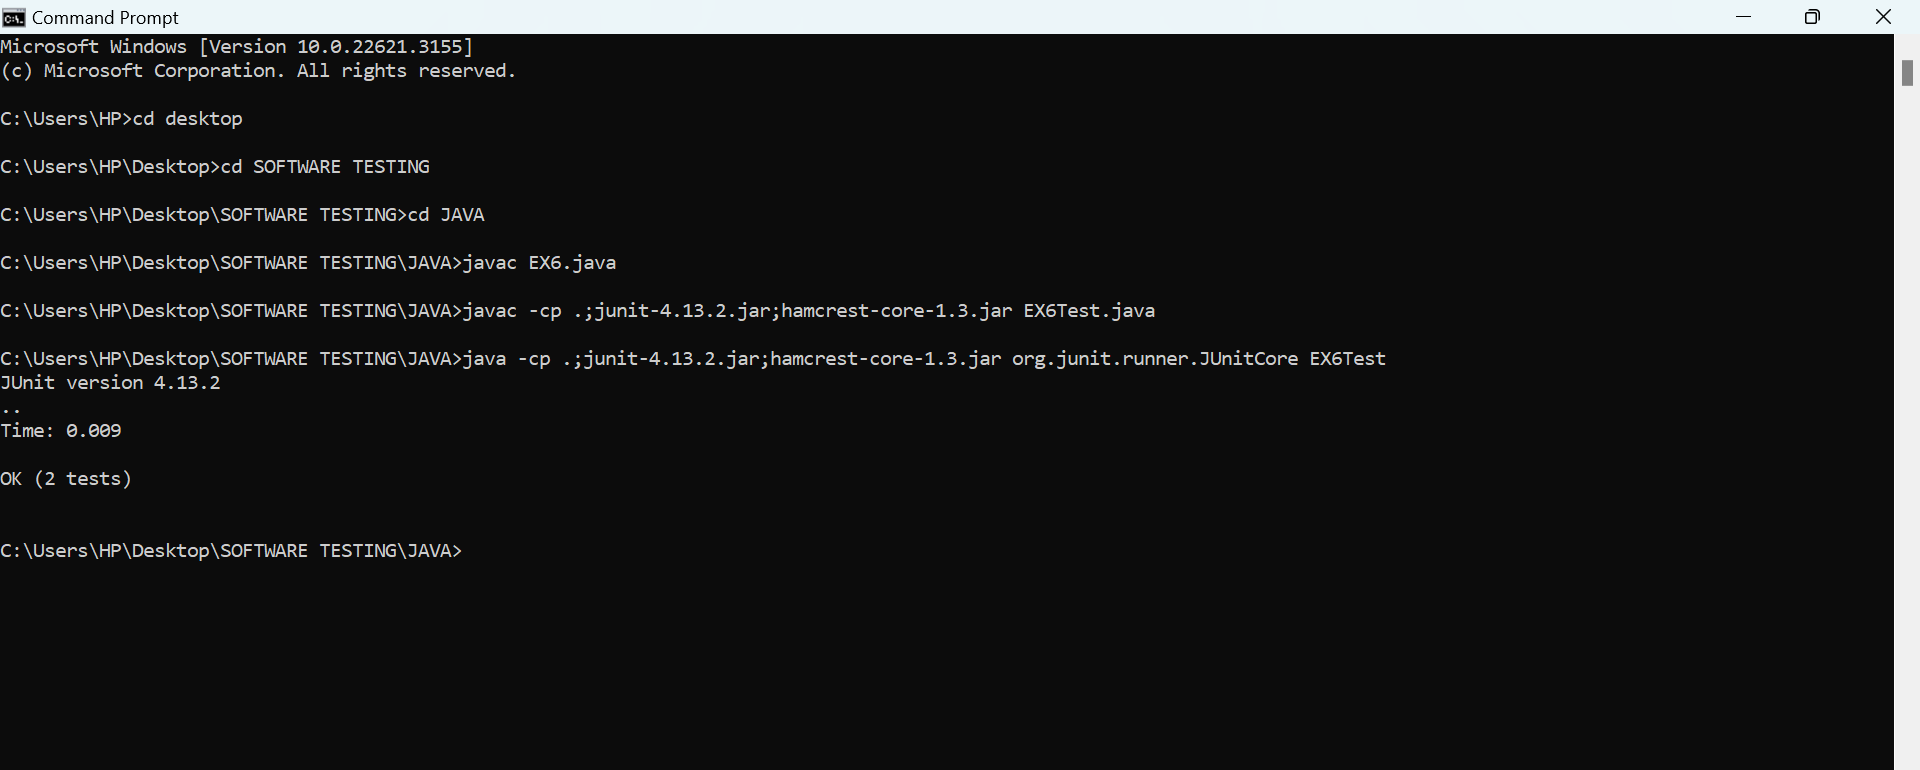 Command Prompt
Microsoft Windows [Version 10.0.22621.3155]
(c) Microsoft Corporation. All rights reserved.
C:\Users\HP>cd desktop
C:\Users\HP\Desktop>cd SOFTWARE TESTING
C:\Users\HP\Desktop\SOFTWARE TESTING>cd JAVA
C:\Users\HP\Desktop\SOFTWARE TESTING\JAVA>javac EX6.java
C:\Users\HP\Desktop\SOFTWARE TESTING\JAVA>javac -cp .;junit-4.13.2.jar;hamcrest-core-1.3.jar EX6Test.java
C:\Users\HP\Desktop\SOFTWARE TESTING\JAVA>java -cp .;junit-4.13.2.jar;hamcrest-core-1.3.jar org.junit.runner.JUnitCore EX6Test
JUnit version 4.13.2
..
Time: 0.009
OK (2 tests)
C:\Users\HP\Desktop\SOFTWARE TESTING\JAVA>